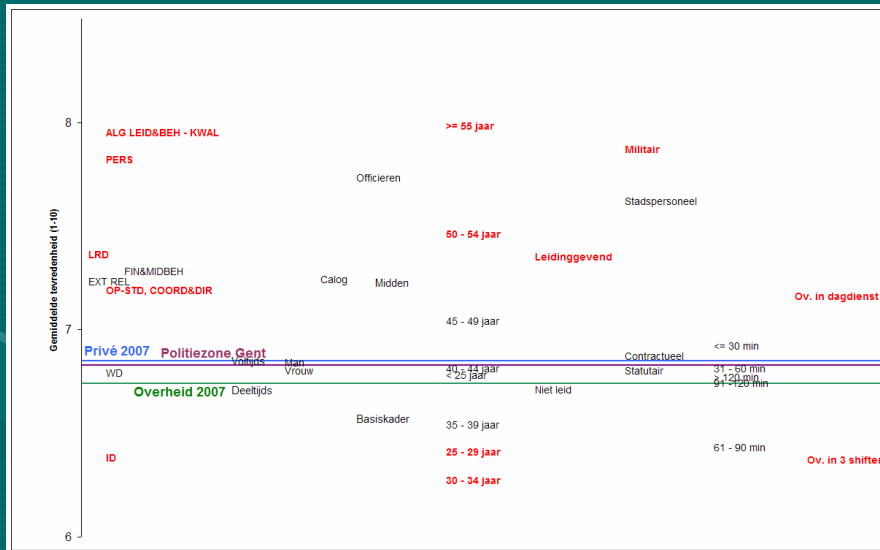 Gemiddelde tevredenheid (1-10)
8
7
6
ALG LEID&BEH - KWAL
PERS
LRD
FIN&MIDBEH
EXT REL
OP-STD, COORD&DIR
Privé 2007
Politiezone Gent
WD
Overheid 2007
ID
Voltijds
Deeltijds
Man
Vrouw
Calog
Officieren
Midden
Basiskader
>= 55 jaar
50 - 54 jaar
45 - 49 jaar
40 - 44 jaar
< 25 jaar
35 - 39 jaar
25 - 29 jaar
30 - 34 jaar
Leidinggevend
Niet leid
Militair
Stadspersoneel
Contractueel
Statutair
<= 30 min
31 - 60 min
> 120 min
91 -120 min
61 - 90 min
Ov. in dagdienst
Ov. in 3 shiften